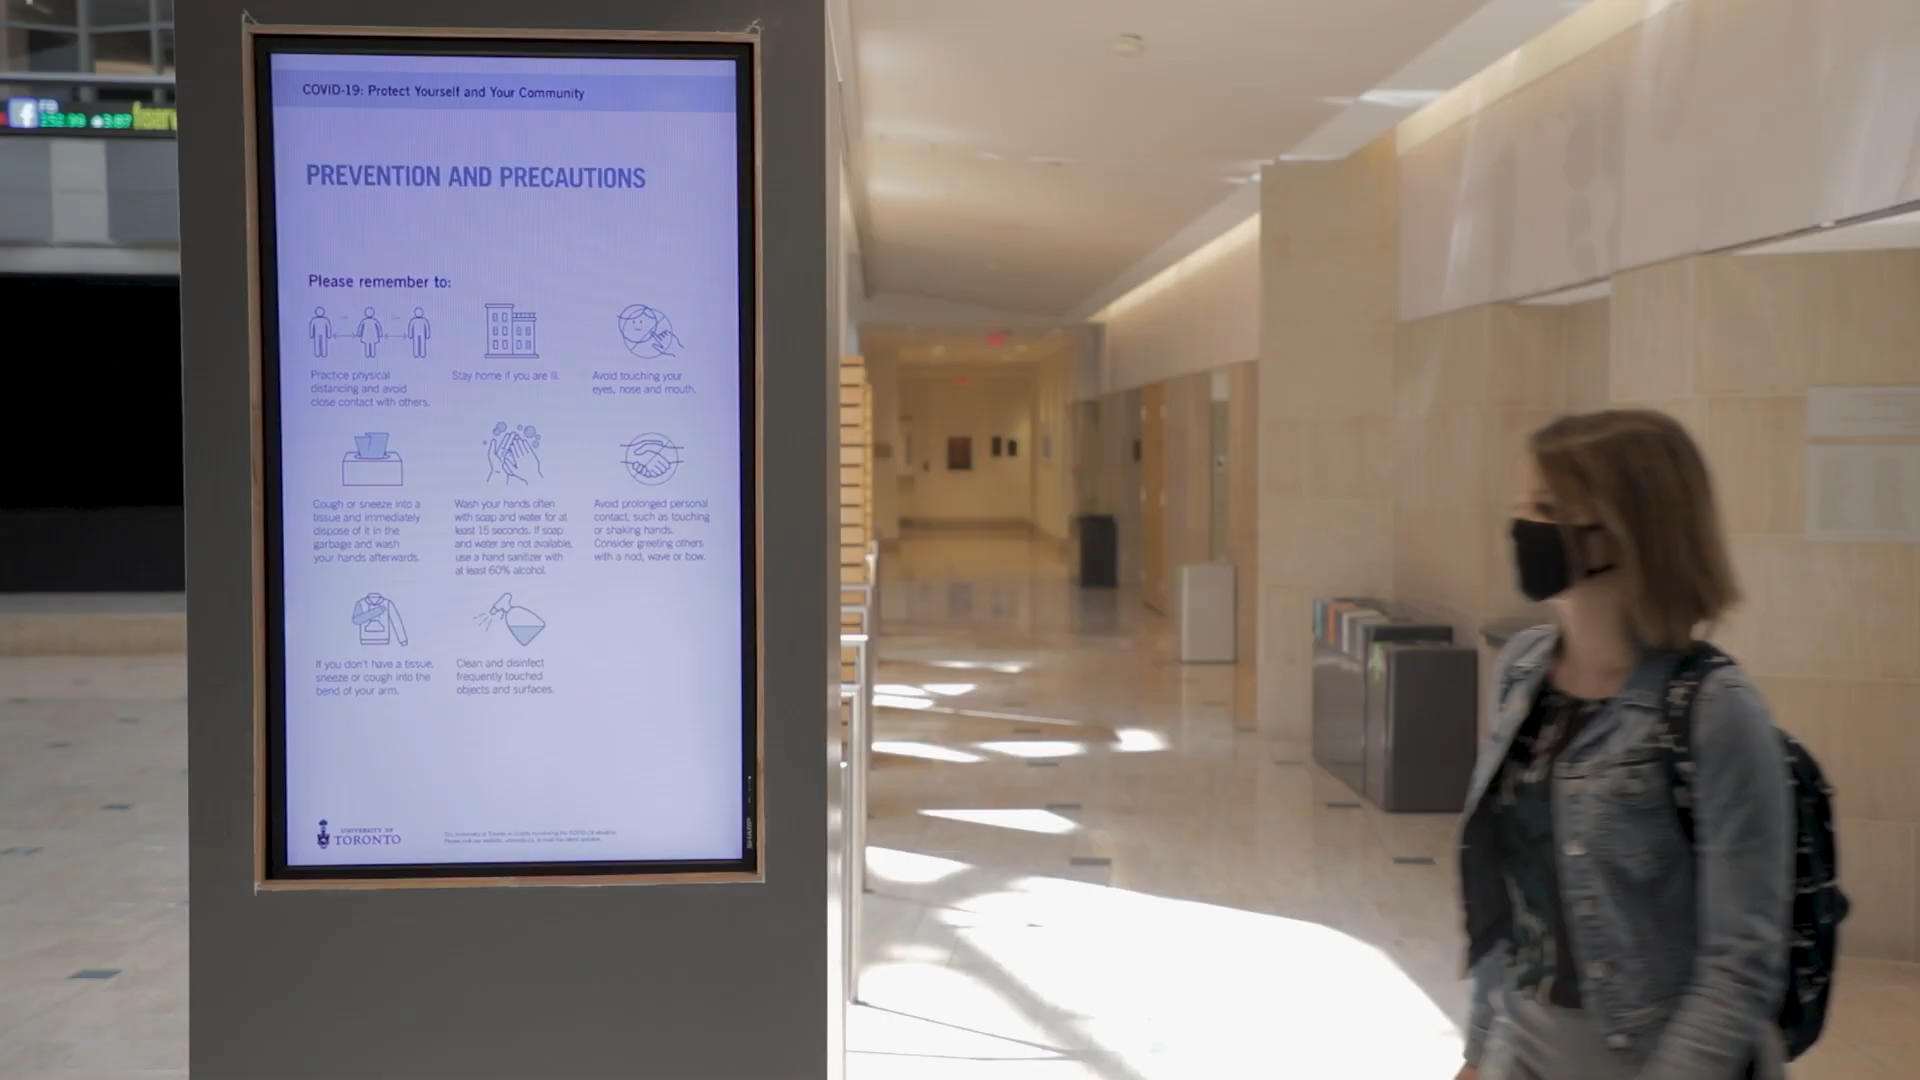 COVID-19: Protect Yourself and Your Community
PREVENTION AND PRECAUTIONS
Please remember to:
Practice physical
distancing and avoid
close contact with others.
Stay home if you are ill.
Avoid touching your
eyes, nose and mouth.
Cough or sneeze into a
tissue and immediately
dispose of it in the
garbage and wash
your hands afterwards.
Wash your hands often
with soap and water for at
least 15 seconds. If soap
and water are not available,
use a hand sanitizer with
at least 60% alcohol.
Avoid prolonged personal
contact, such as touching
or shaking hands.
Consider greeting others
with a nod, wave or bow.
If you don't have a tissue,
sneeze or cough into the
bend of your arm.
Clean and disinfect
frequently touched
objects and surfaces.
UNIVERSITY OF
TORONTO
SHARP